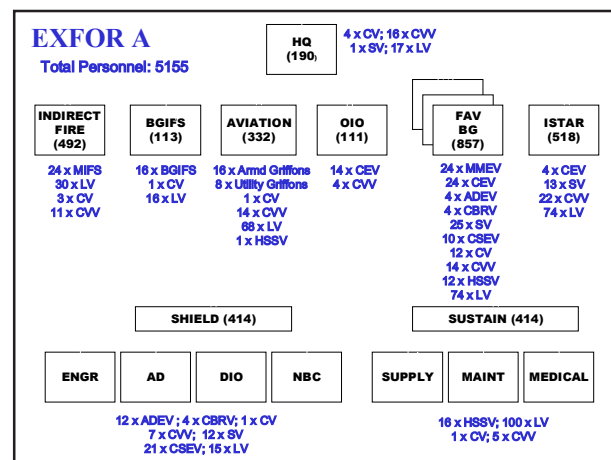 EXFOR A
Total Personnel: 5155
HQ
(190)
4 x CV; 16 x CVV
1 x SV; 17 x LV
INDIRECT
FIRE
(492)
24 x MIFS
30 x LV
3 x CV
11 x CVV
BGIFS
(113)
16 x BGIFS
1 x CV
16 x LV
AVIATION
(332)
16 x Armd Griffons
8 x Utility Griffons
1 x CV
14 x CVV
68 x LV
1 x HSSV
OIO
(111)
14 x CEV
4 x CVV
FAV
BG
(857)
24 x MMEV
24 x CEV
4 x ADEV
4 x CBRV
25 x SV
10 x CSEV
12 x CV
14 x CVV
12 x HSSV
74 x LV
ISTAR
(518)
4 x CEV
13 x SV
22 x CVV
74 x LV
SHIELD (414)
ENGR
AD
DIO
NBC
12 x ADEV ; 4 x CBRV; 1 x CV
7 x CVV; 12 x SV
21 x CSEV; 15 x LV
SUSTAIN (414)
SUPPLY
MAINT
MEDICAL
16 x HSSV; 100 x LV
1 x CV; 5 x CVV